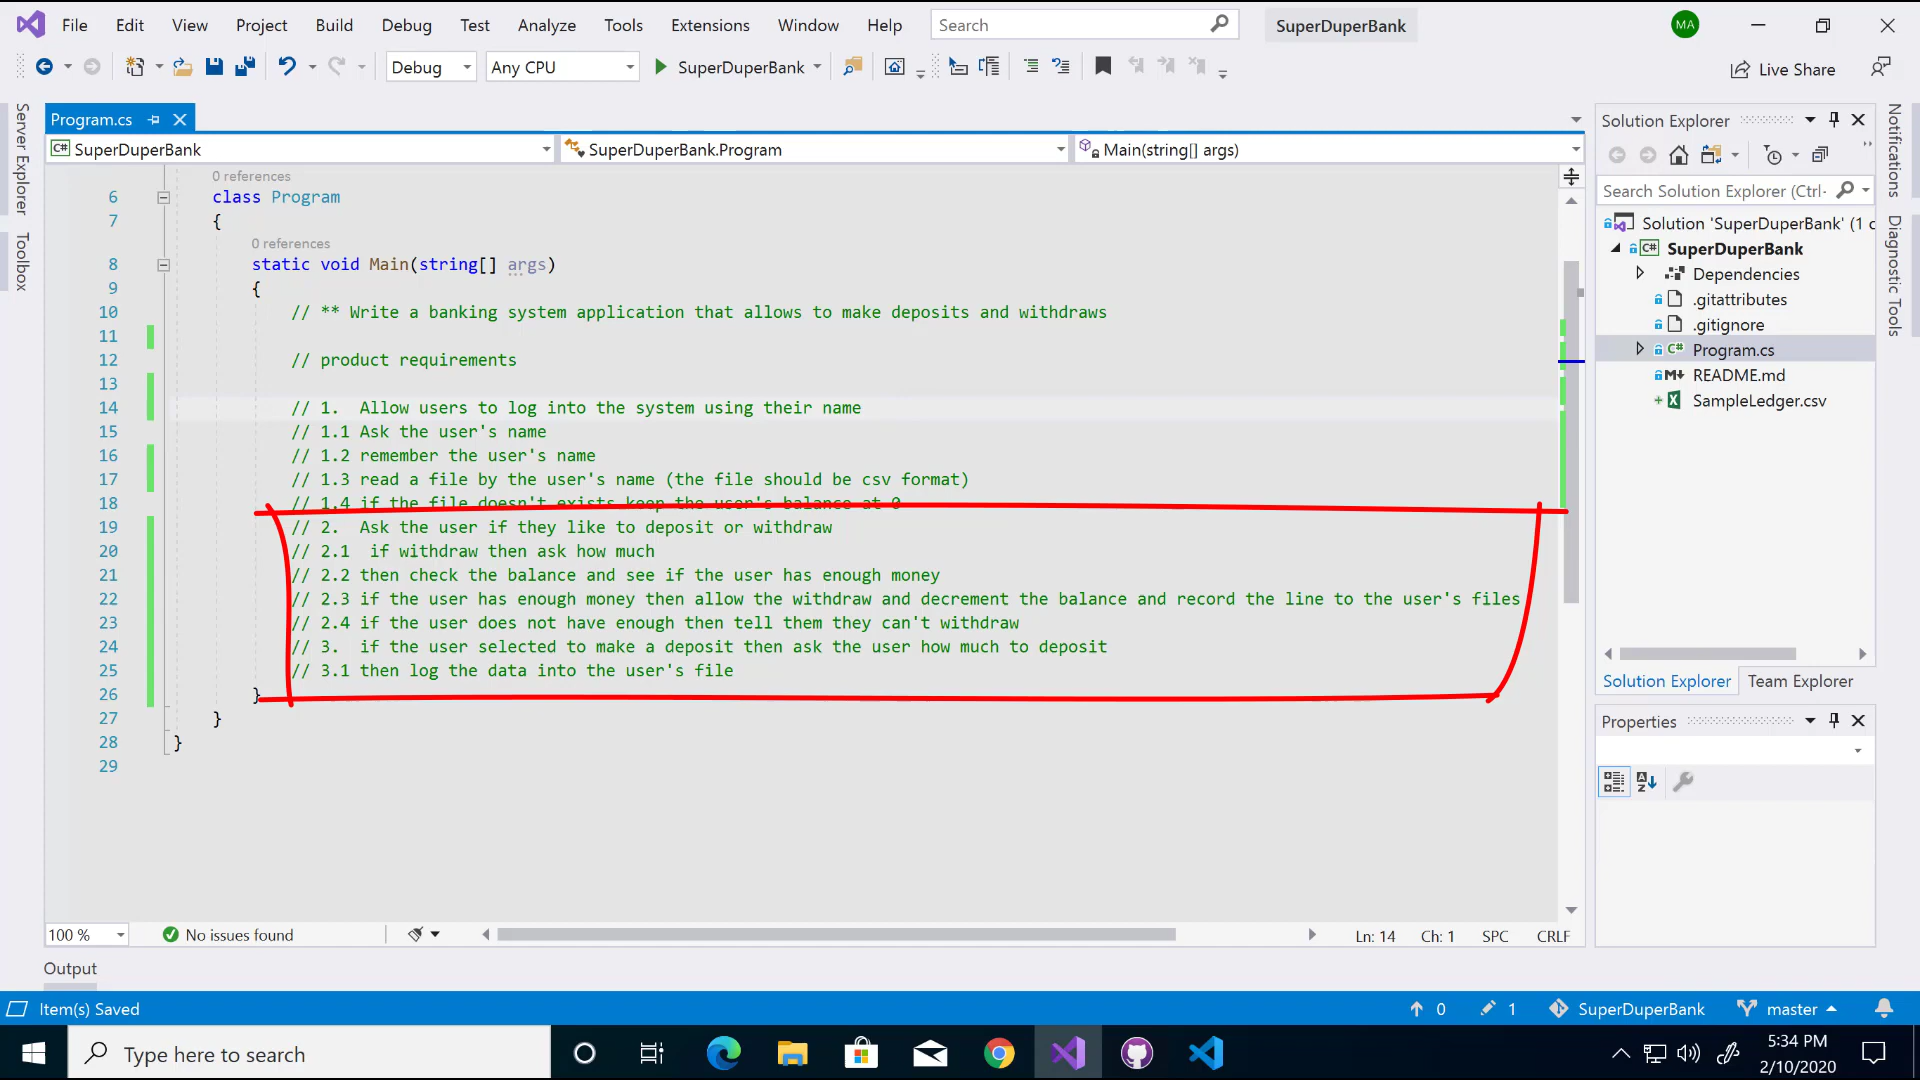 File Edit View Project Build Debug Test Analyze Tools Extensions Window Help Search SuperDuperBank MA
Debug Any CPU SuperDuperBank Live Share
Server Explorer
Toolbox
Program.cs
SuperDuperBank SuperDuperBank.Program Main(string[] args)
0 references
6 class Program
7 {
0 references
8 static void Main(string[] args)
9 {
10 // ** Write a banking system application that allows to make deposits and withdraws
11
12 // product requirements
13
14 // 1. Allow users to log into the system using their name
15 // 1.1 Ask the user's name
16 // 1.2 remember the user's name
17 // 1.3 read a file by the user's name (the file should be csv format)
18 // 1.4 if the file doesn't exists keep the user's balance at 0
19 // 2. Ask the user if they like to deposit or withdraw
20 // 2.1 if withdraw then ask how much
21 // 2.2 then check the balance and see if the user has enough money
22 // 2.3 if the user has enough money then allow the withdraw and decrement the balance and record the line to the user's files
23 // 2.4 if the user does not have enough then tell them they can't withdraw
24 // 3. if the user selected to make a deposit then ask the user how much to deposit
25 // 3.1 then log the data into the user's file
26 }
27 }
28 }
29
100 % No issues found Ln: 14 Ch: 1 SPC CRLF
Output
Solution Explorer
Search Solution Explorer (Ctrl-
Solution 'SuperDuperBank' (1 c
C# SuperDuperBank
Dependencies
.gitattributes
.gitignore
C# Program.cs
M README.md
SampleLedger.csv
Solution Explorer Team Explorer
Properties
Notifications
Diagnostic Tools
Item(s) Saved 0 1 SuperDuperBank master
Type here to search
5:34 PM
2/10/2020